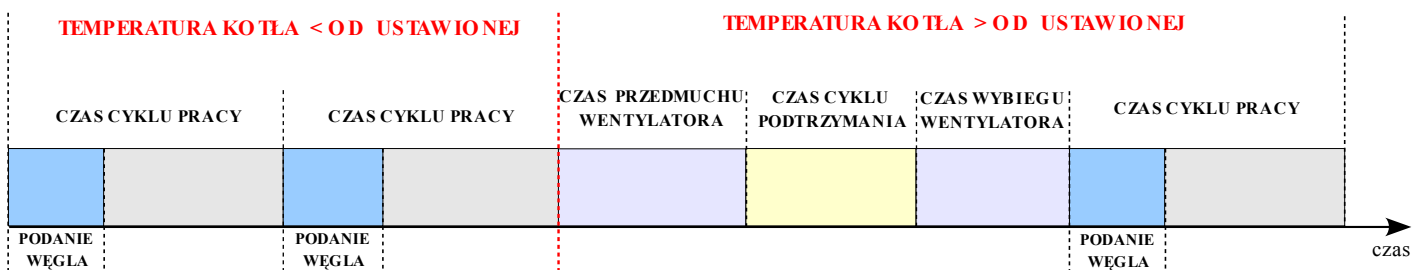 TEMPERATURA KOTŁA < OD USTAWIONEJ
TEMPERATURA KOTŁA > OD USTAWIONEJ
CZAS CYKLU PRACY
CZAS CYKLU PRACY
CZAS PRZEDMUCHU
WENTYLATORA
CZAS CYKLU
PODTRZYMANIA
CZAS WYBIEGU
WENTYLATORA
CZAS CYKLU PRACY
PODANIE
WĘGLA
PODANIE
WĘGLA
PODANIE
WĘGLA
czas